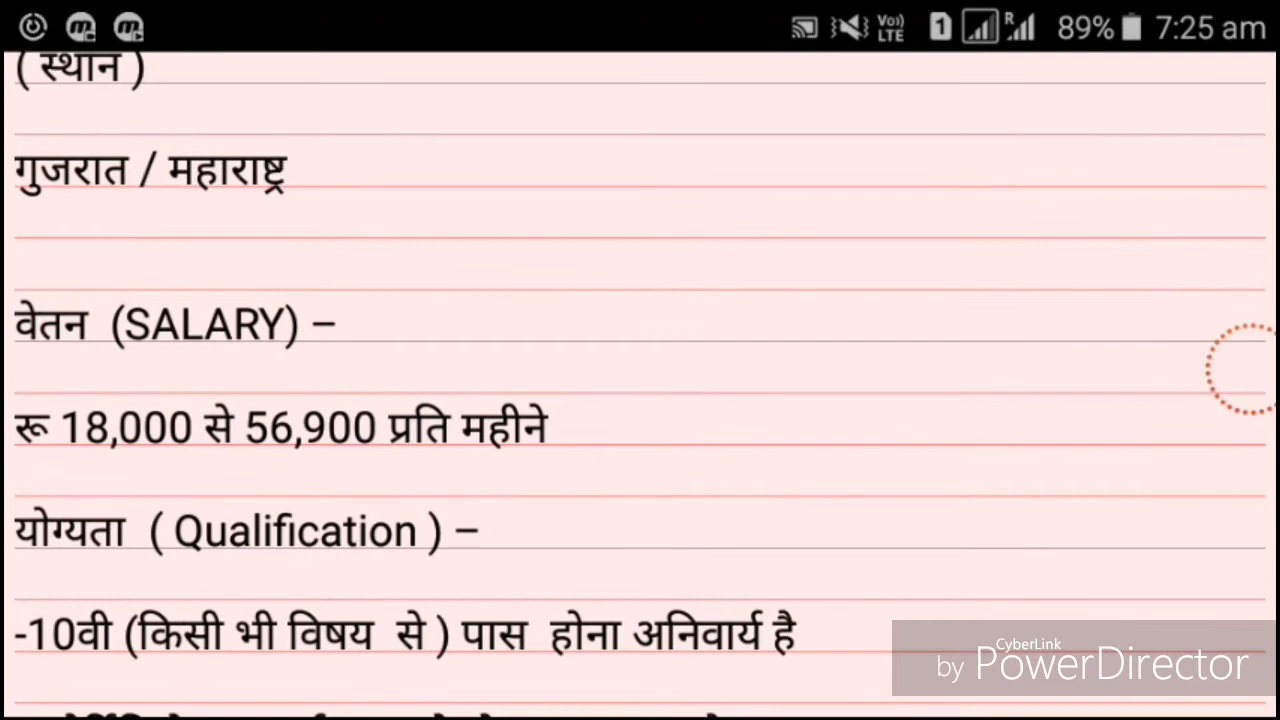 89% 7:25 am
( स्थान )
गुजरात / महाराष्ट्र
वेतन (SALARY) –
रू 18,000 से 56,900 प्रति महीने
योग्यता ( Qualification ) –
-10वी (किसी भी विषय से ) पास होना अनिवार्य है
CyberLink
by PowerDirector